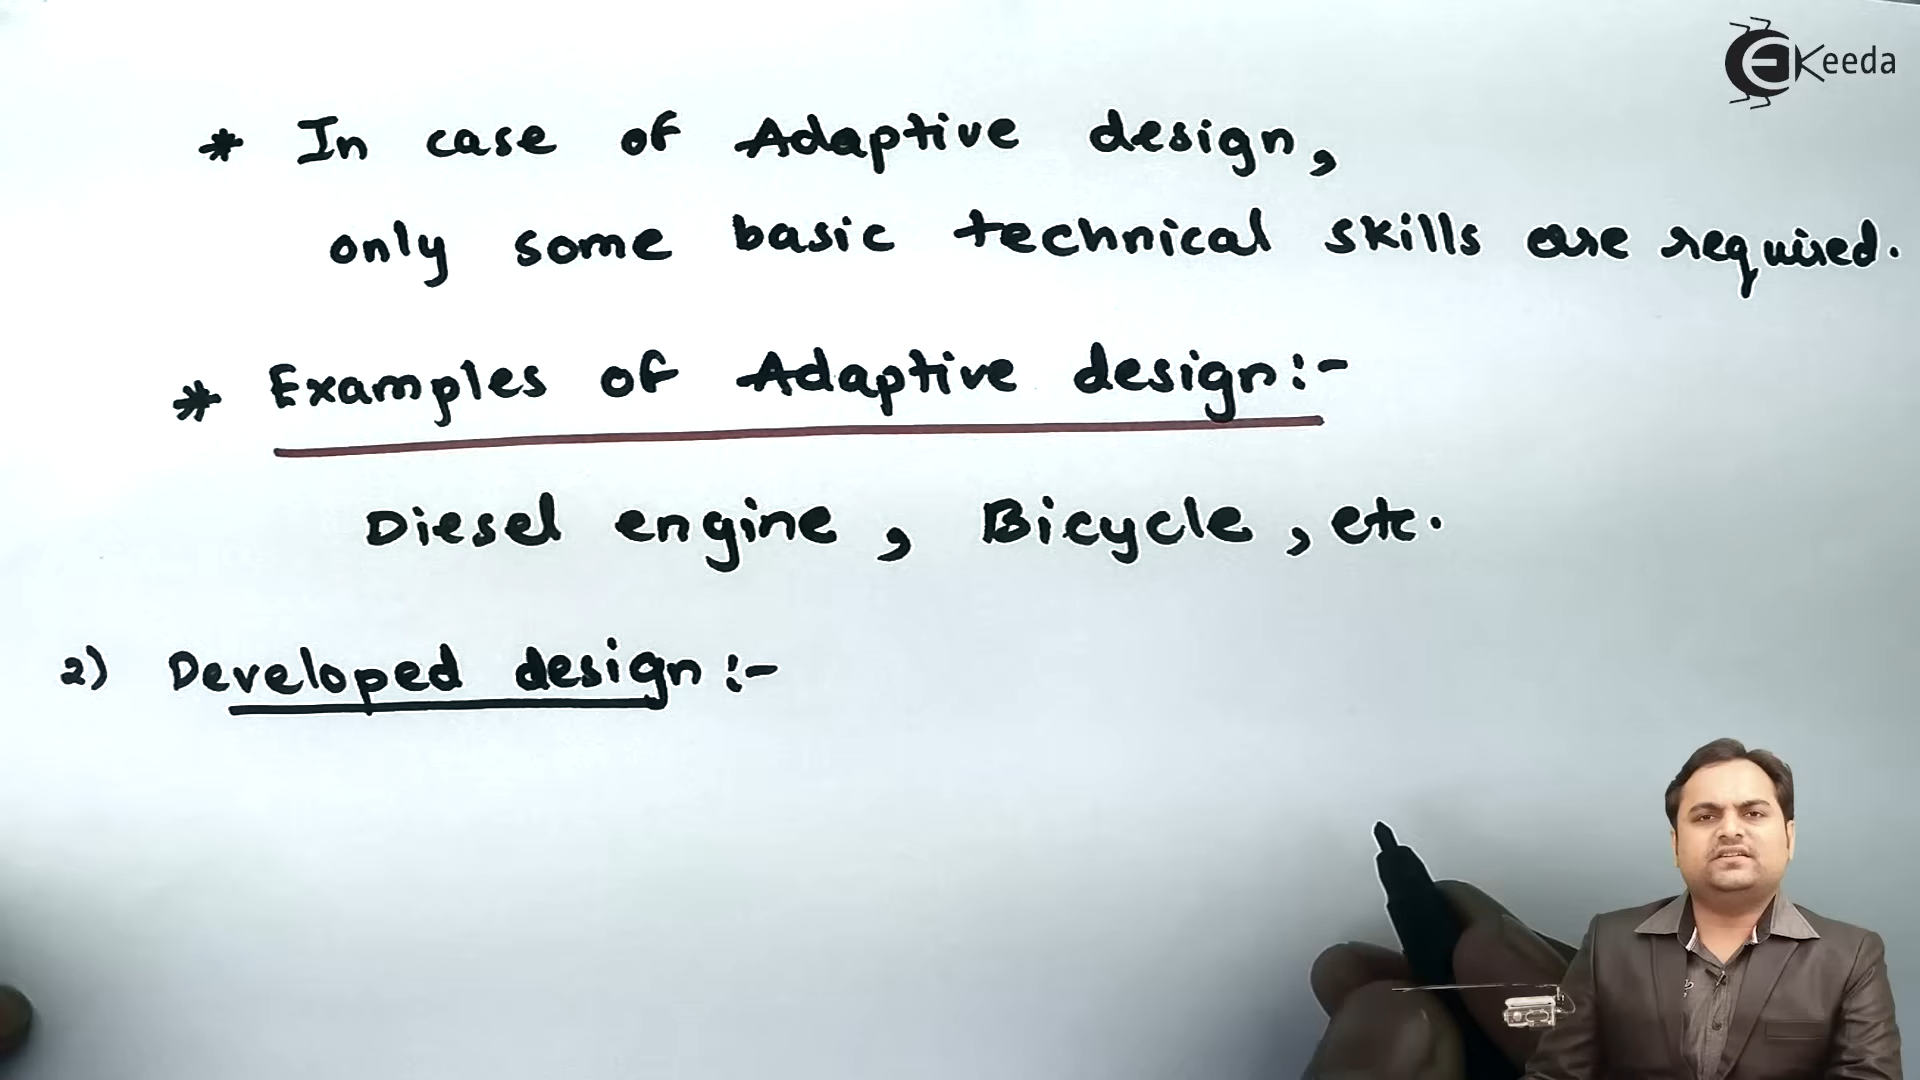 EKeeda
* In case of Adaptive design,
only some basic technical skills are required.
* Examples of Adaptive design:-
Diesel engine, Bicycle, etc.
2) Developed design:-